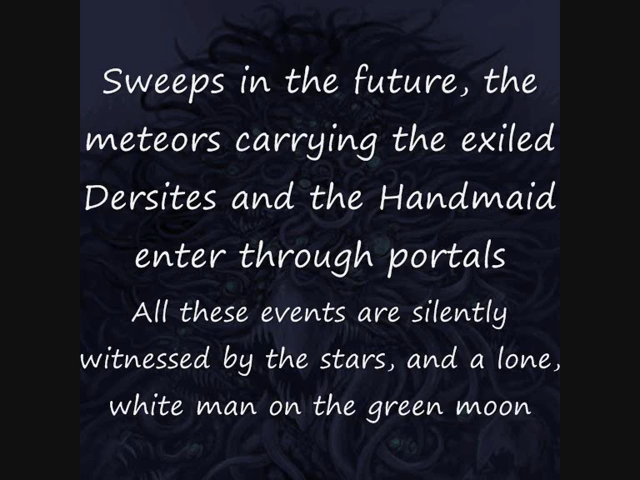 Sweeps in the future, the
meteors carrying the exiled
Dersites and the Handmaid
enter through portals
All these events are silently
witnessed by the stars, and a lone,
white man on the green moon